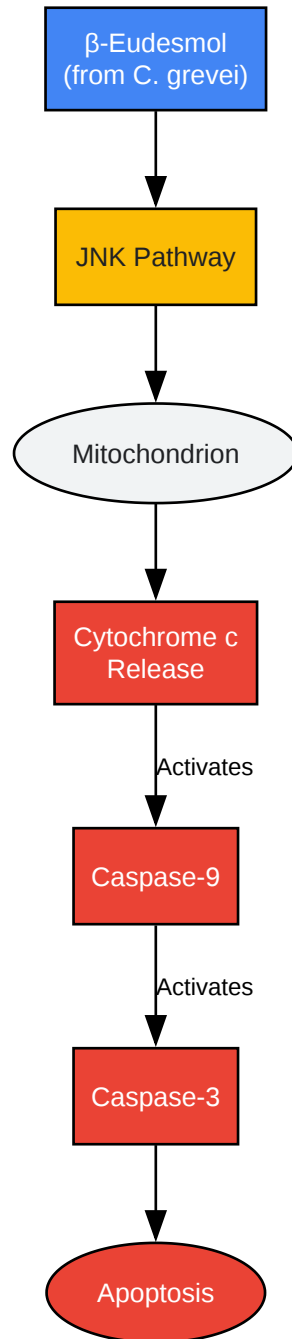 β-Eudesmol
(from C. grevei)
JNK Pathway
Mitochondrion
Cytochrome c
Release
Activates
Caspase-9
Activates
Caspase-3
Apoptosis